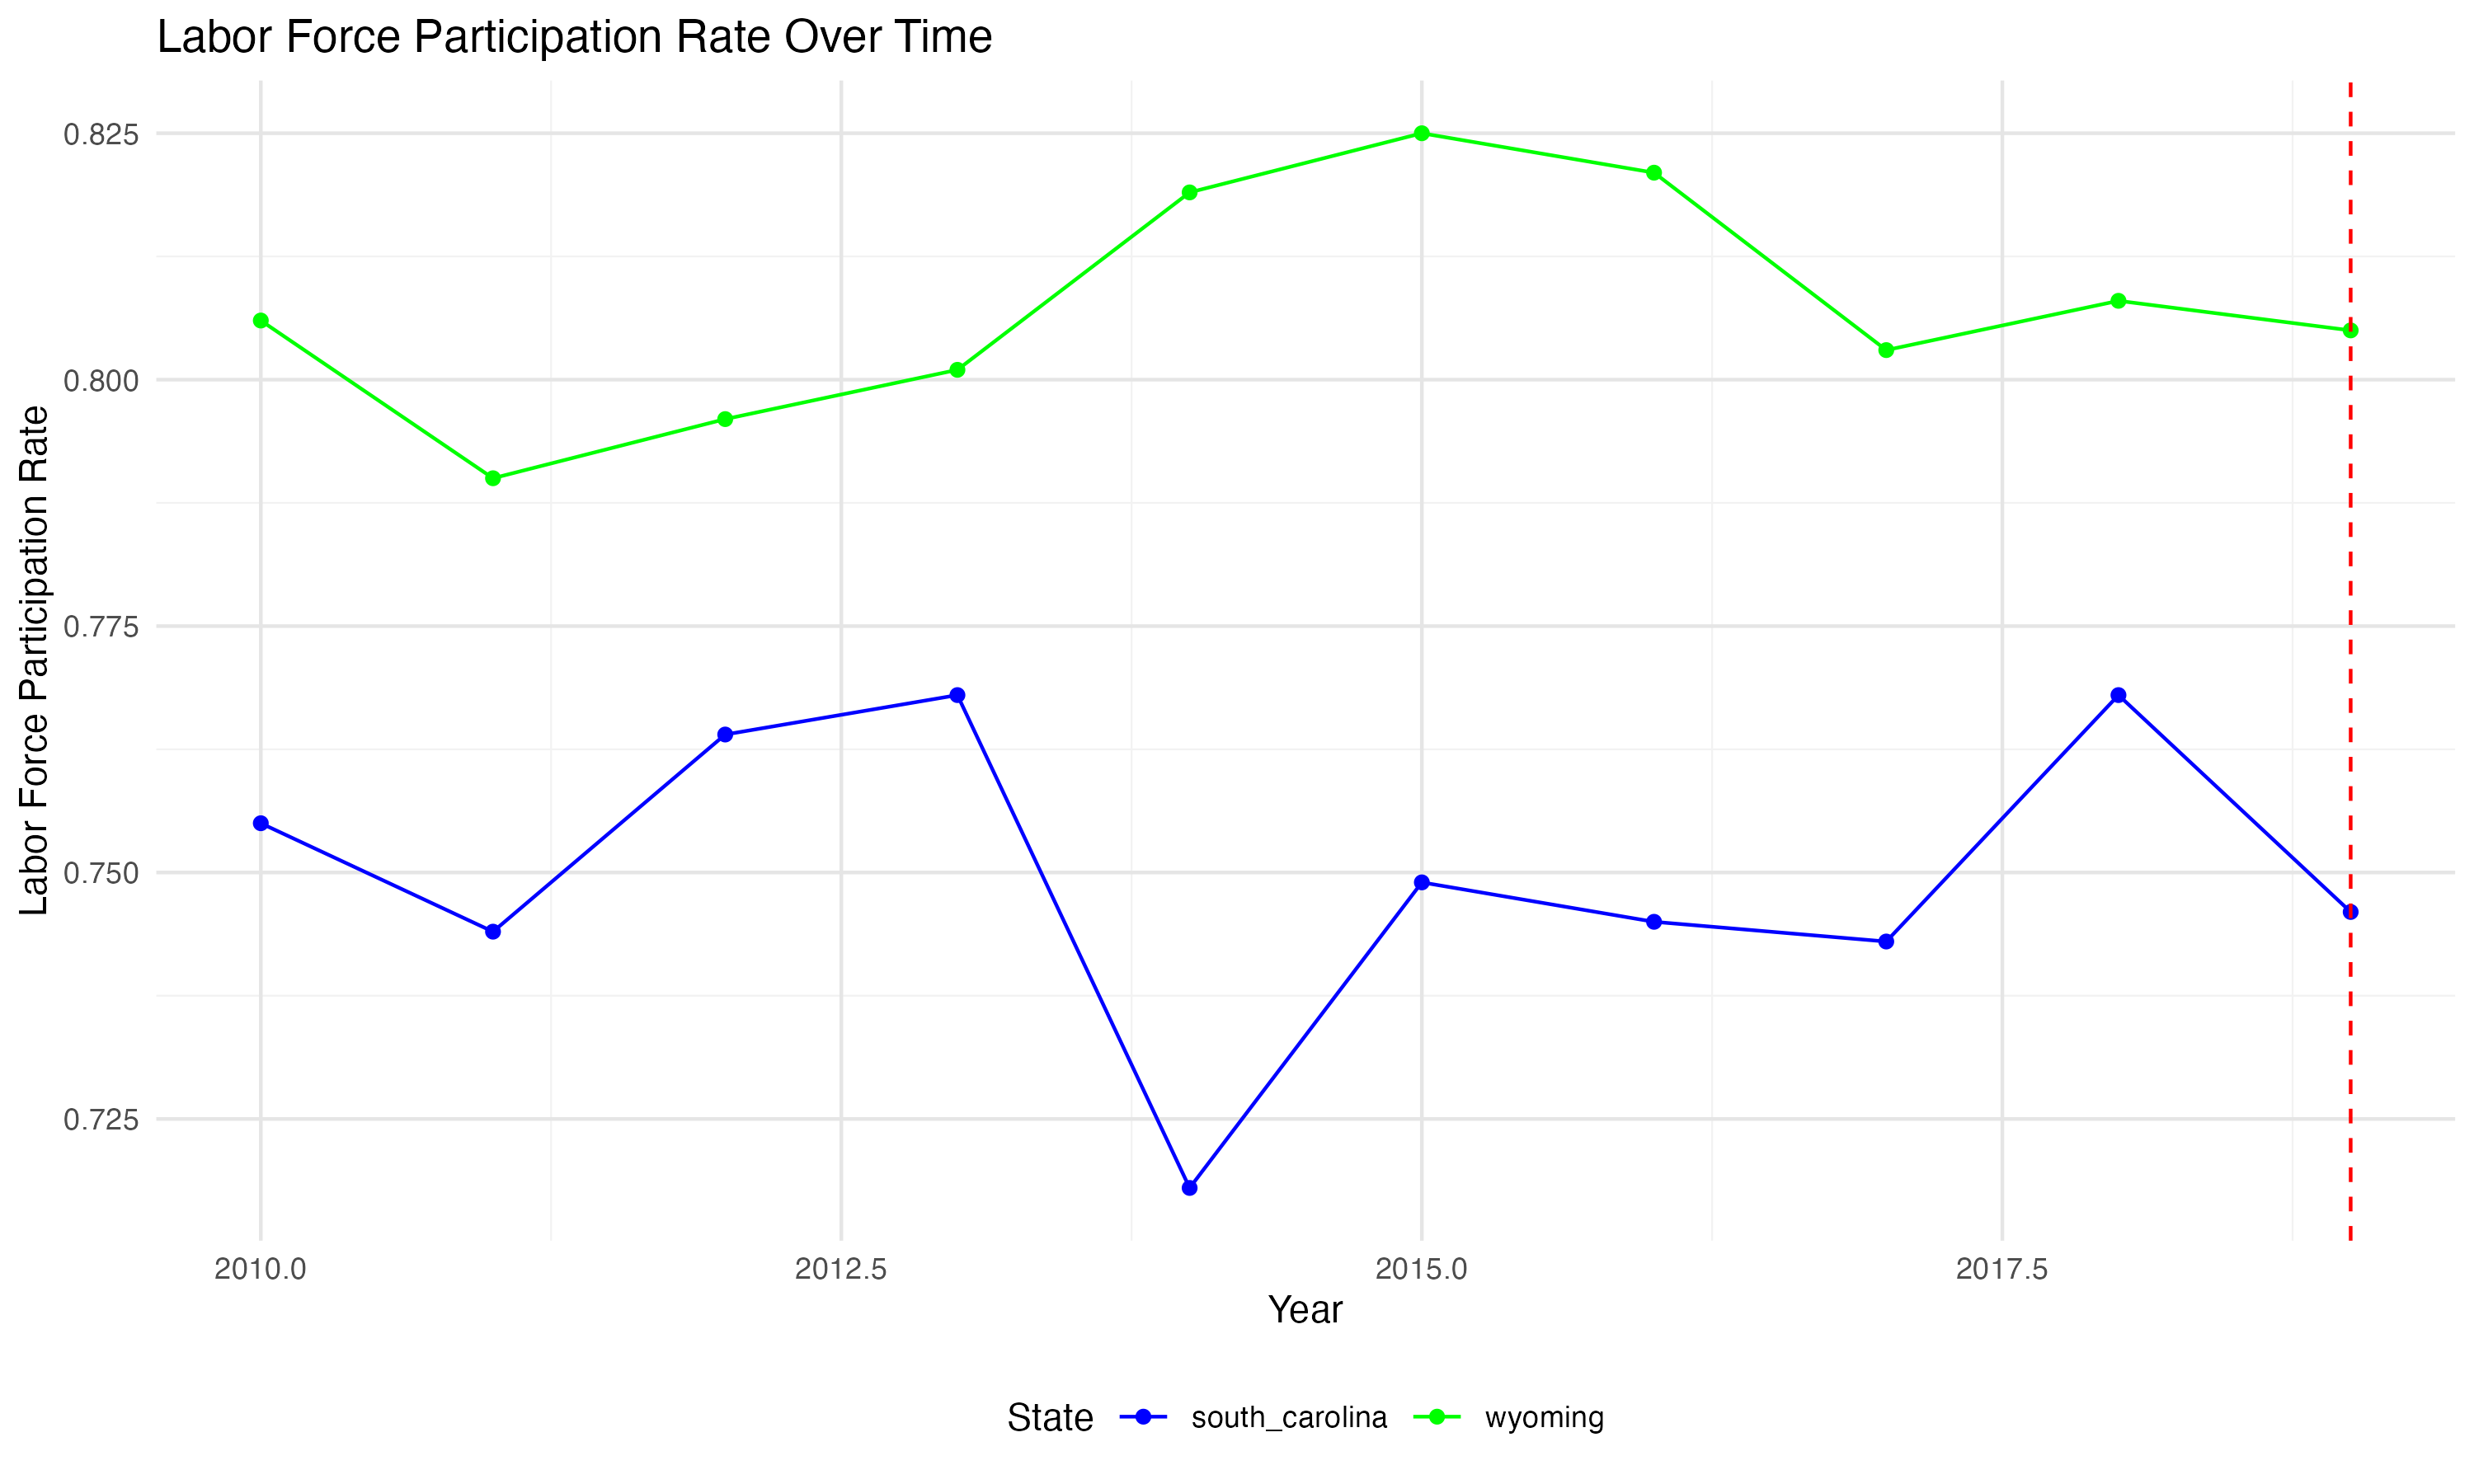 Labor Force Participation Rate Over Time
Labor Force Participation Rate
0.825
0.800
0.775
0.750
0.725
2010.0 2012.5 2015.0 2017.5
Year
State south_carolina wyoming